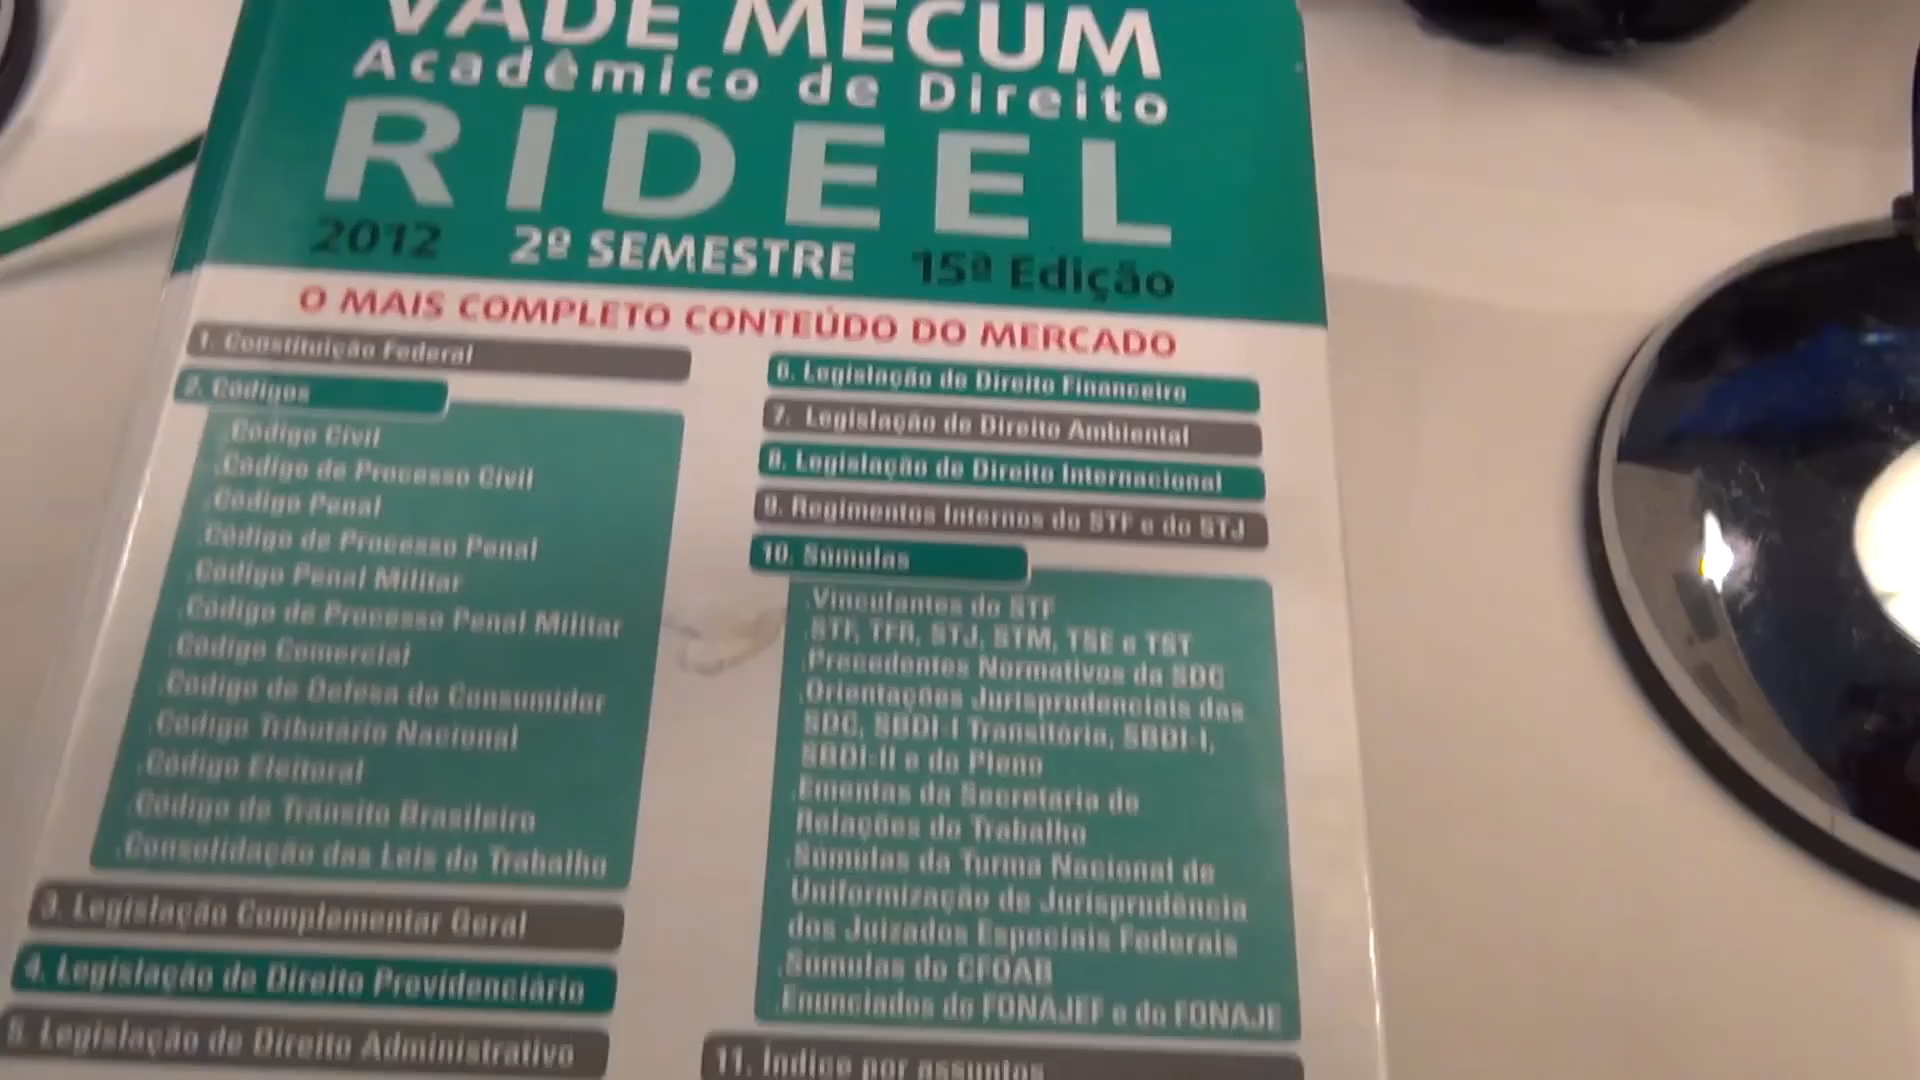 VADE MECUM
Acadêmico de Direito
RIDEEL
2012 2º SEMESTRE 15ª Edição
O MAIS COMPLETO CONTEÚDO DO MERCADO
1. Constituição Federal
2. Códigos
.Código Civil
.Código de Processo Civil
.Código Penal
.Código de Processo Penal
.Código Penal Militar
.Código de Processo Penal Militar
.Código Comercial
.Código de Defesa do Consumidor
.Código Tributário Nacional
.Código Eleitoral
.Código de Trânsito Brasileiro
.Consolidação das Leis do Trabalho
3. Legislação Complementar Geral
4. Legislação de Direito Previdenciário
5. Legislação de Direito Administrativo
6. Legislação de Direito Financeiro
7. Legislação de Direito Ambiental
8. Legislação de Direito Internacional
9. Regimentos Internos do STF e do STJ
10. Súmulas
.Vinculantes do STF
.STF, TFR, STJ, STM, TSE e TST
.Precedentes Normativos da SDC
.Orientações Jurisprudenciais das
SDC, SBDI-I Transitória, SBDI-I,
SBDI-II e do Pleno
.Ementas da Secretaria de
Relações do Trabalho
.Súmulas da Turma Nacional de
Uniformização de Jurisprudência
dos Juizados Especiais Federais
.Súmulas do CFOAB
.Enunciados do FONAJEF e do FONAJE
11. Índice por assuntos